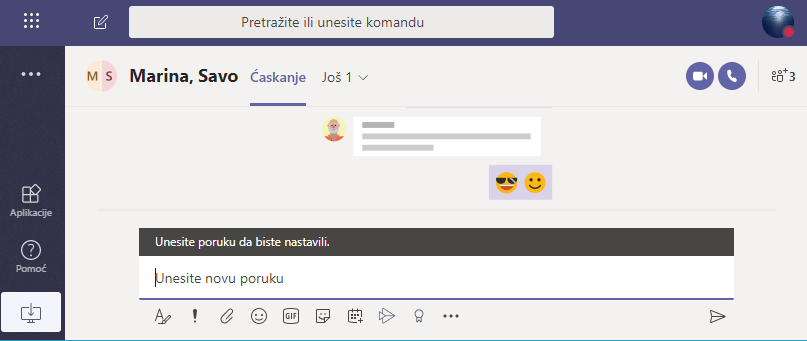 Pretražite ili unesite komandu
M S Marina, Savo Ćaskanje Još 1 3
Aplikacije
Pomoć
Unesite poruku da biste nastavili.
Unesite novu poruku
GIF